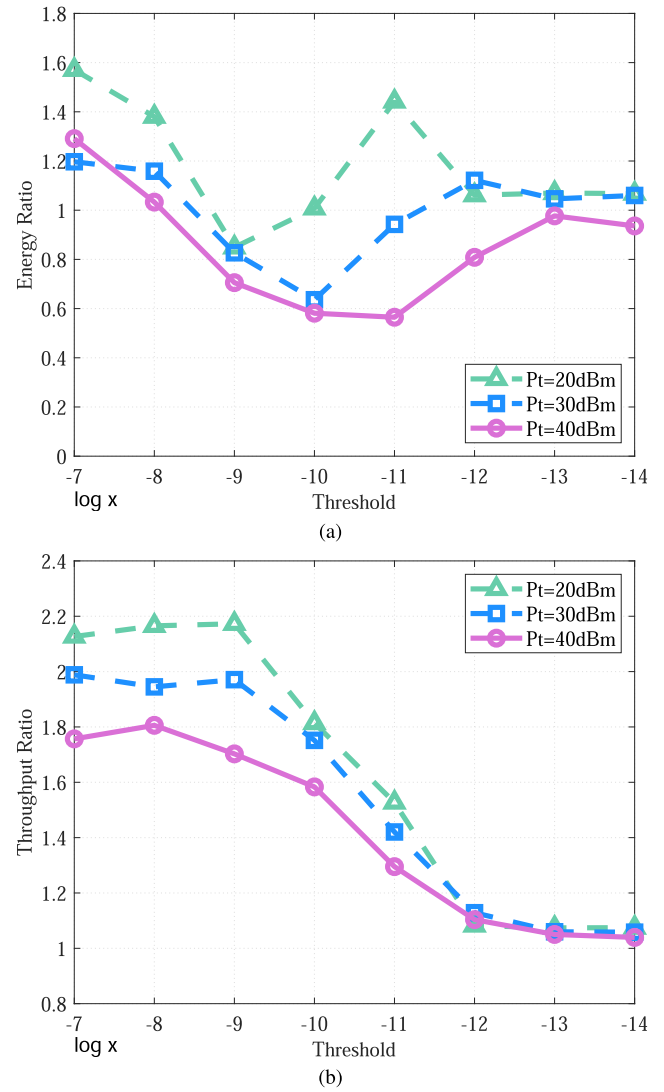 1.8
1.6
1.4
1.2
1
0.8
0.6
0.4
0.2
0
Energy Ratio
-7 -8 -9 -10 -11 -12 -13 -14
log x
Threshold
Pt=20dBm
Pt=30dBm
Pt=40dBm
(a)
2.4
2.2
2
1.8
1.6
1.4
1.2
1
0.8
Throughput Ratio
Pt=20dBm
Pt=30dBm
Pt=40dBm
-7 -8 -9 -10 -11 -12 -13 -14
log x
Threshold
(b)